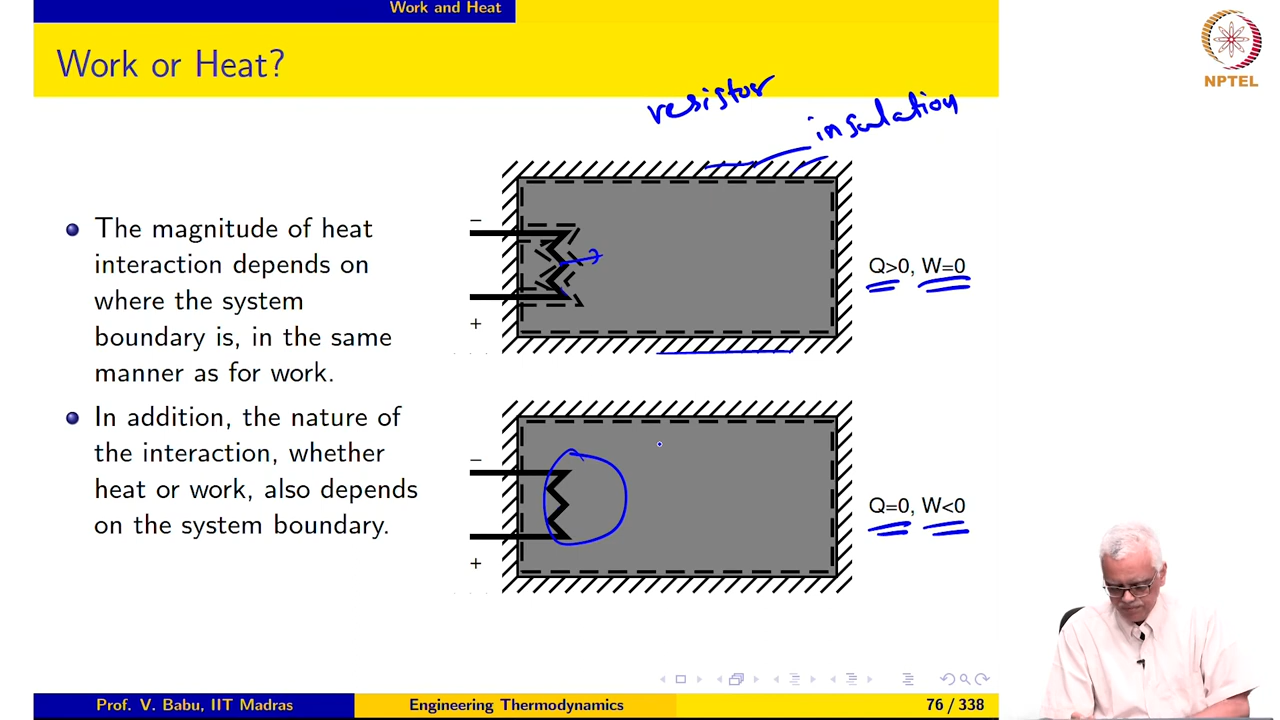 Work and Heat
Work or Heat?
NPTEL
resistor
insulation
The magnitude of heat
interaction depends on
where the system
boundary is, in the same
manner as for work.
In addition, the nature of
the interaction, whether
heat or work, also depends
on the system boundary.
−
+
Q>0, W=0
−
+
Q=0, W<0
Prof. V. Babu, IIT Madras
Engineering Thermodynamics
76 / 338